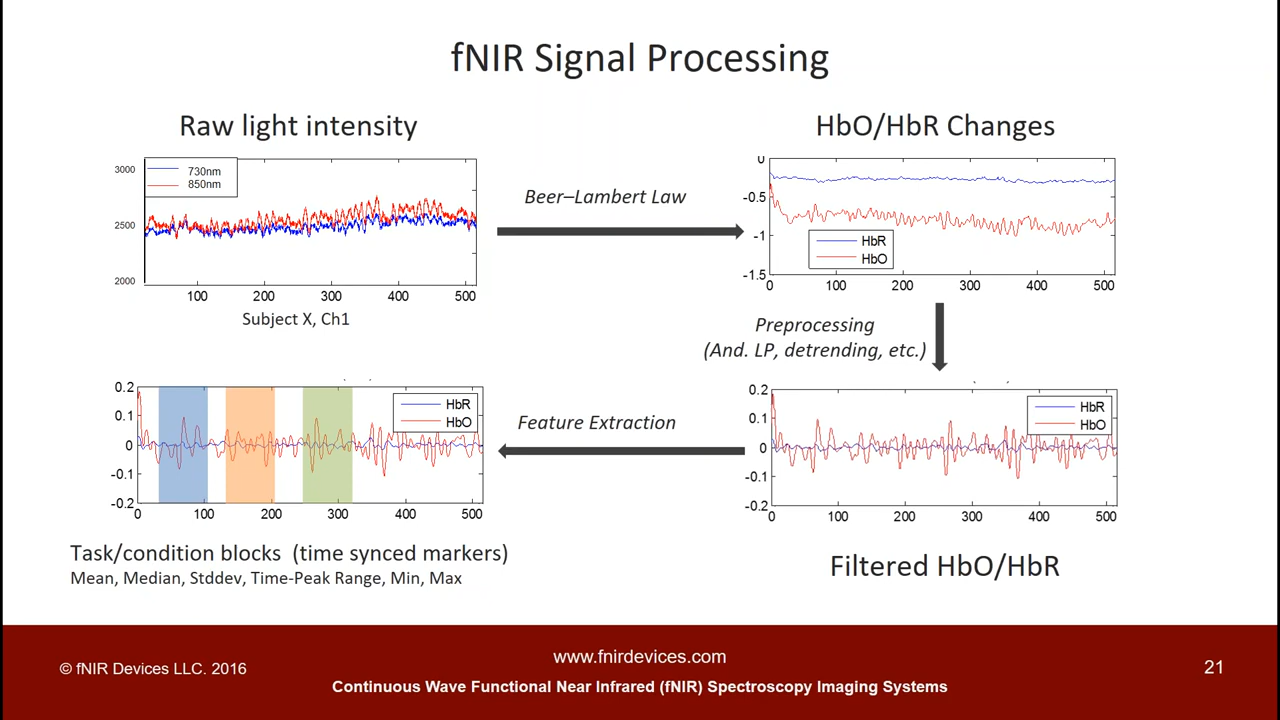 fNIR Signal Processing
Raw light intensity
3000
2500
2000
730nm
850nm
100 200 300 400 500
Subject X, Ch1
Beer–Lambert Law
HbO/HbR Changes
0
-0.5
-1
-1.5
HbR
HbO
0 100 200 300 400 500
Preprocessing
(And. LP, detrending, etc.)
0.2
0.1
0
-0.1
-0.2
HbR
HbO
0 100 200 300 400 500
Filtered HbO/HbR
Feature Extraction
0.2
0.1
0
-0.1
-0.2
HbR
HbO
0 100 200 300 400 500
Task/condition blocks (time synced markers)
Mean, Median, Stddev, Time-Peak Range, Min, Max
© fNIR Devices LLC. 2016
www.fnirdevices.com
Continuous Wave Functional Near Infrared (fNIR) Spectroscopy Imaging Systems
21